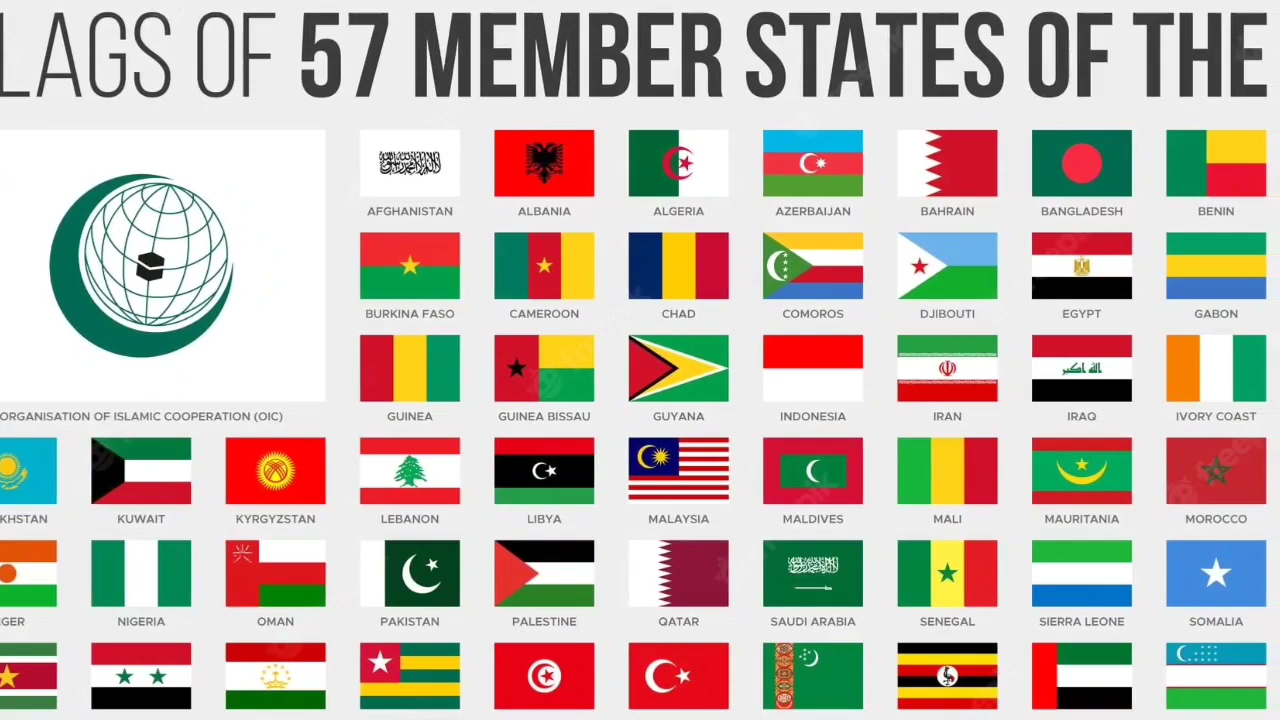 LAGS OF 57 MEMBER STATES OF THE
AFGHANISTAN ALBANIA ALGERIA AZERBAIJAN BAHRAIN BANGLADESH BENIN
BURKINA FASO CAMEROON CHAD COMOROS DJIBOUTI EGYPT GABON
ORGANISATION OF ISLAMIC COOPERATION (OIC) GUINEA GUINEA BISSAU GUYANA INDONESIA IRAN IRAQ IVORY COAST
KHSTAN KUWAIT KYRGYZSTAN LEBANON LIBYA MALAYSIA MALDIVES MALI MAURITANIA MOROCCO
GER NIGERIA OMAN PAKISTAN PALESTINE QATAR SAUDI ARABIA SENEGAL SIERRA LEONE SOMALIA